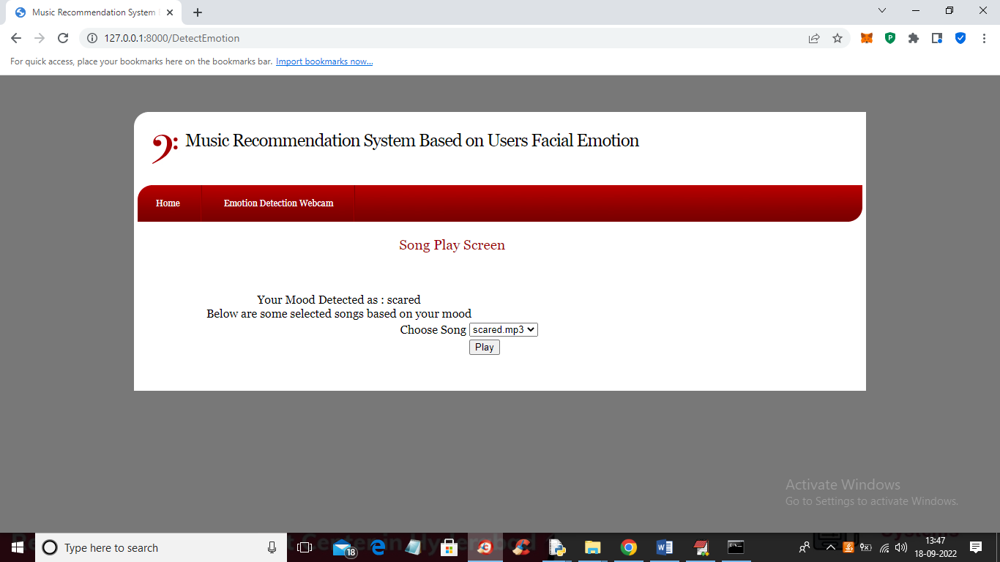 Music Recommendation System
127.0.0.1:8000/DetectEmotion
For quick access, place your bookmarks here on the bookmarks bar. Import bookmarks now...
Music Recommendation System Based on Users Facial Emotion
Home Emotion Detection Webcam
Song Play Screen
Your Mood Detected as : scared
Below are some selected songs based on your mood
Choose Song scared.mp3
Play
Activate Windows
Go to Settings to activate Windows.
Type here to search
18
13:47
18-09-2022